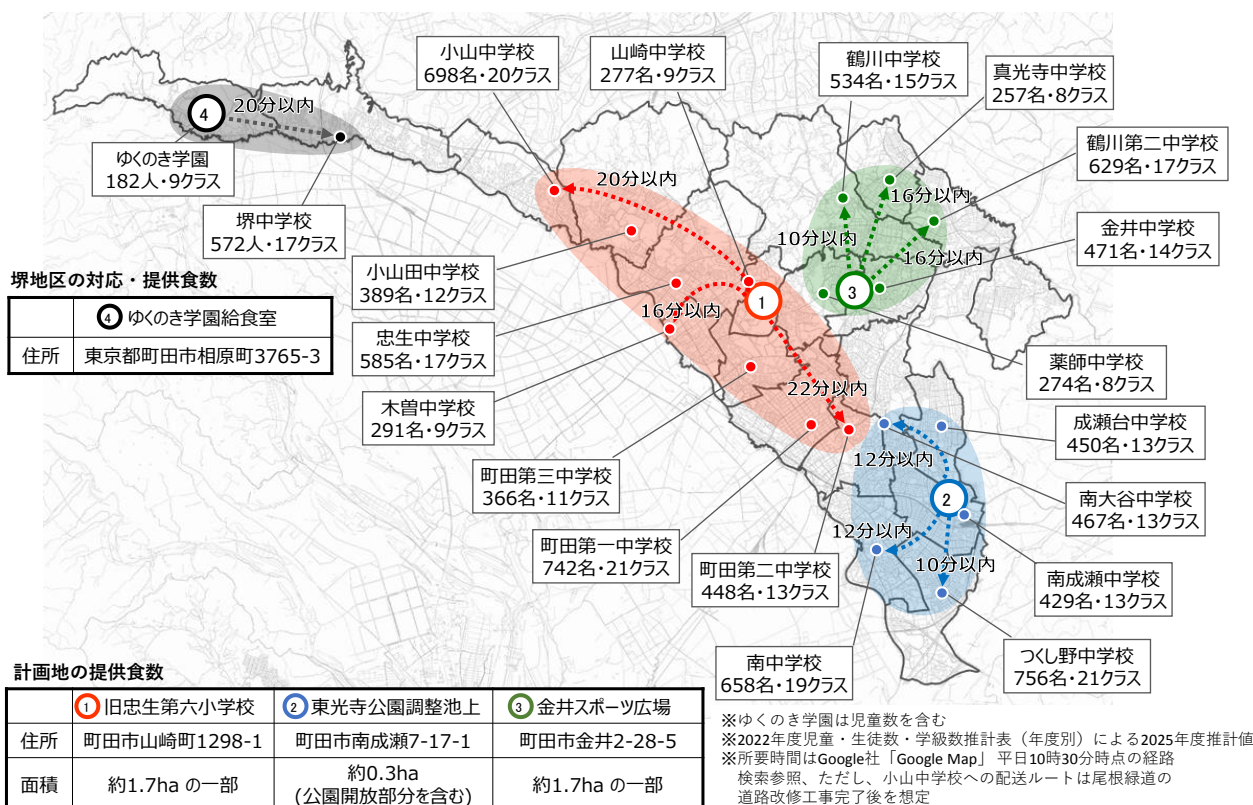 小山中学校
698名・20クラス
山崎中学校
277名・9クラス
鶴川中学校
534名・15クラス
真光寺中学校
257名・8クラス
鶴川第二中学校
629名・17クラス
金井中学校
471名・14クラス
④
20分以内
ゆくのき学園
182人・9クラス
堺中学校
572人・17クラス
20分以内
16分以内
10分以内
16分以内
小山田中学校
389名・12クラス
①
③
16分以内
忠生中学校
585名・17クラス
薬師中学校
274名・8クラス
木曽中学校
291名・9クラス
22分以内
成瀬台中学校
450名・13クラス
町田第三中学校
366名・11クラス
12分以内
②
南大谷中学校
467名・13クラス
町田第一中学校
742名・21クラス
町田第二中学校
448名・13クラス
12分以内
10分以内
南成瀬中学校
429名・13クラス
南中学校
658名・19クラス
つくし野中学校
756名・21クラス
堺地区の対応・提供食数
④ ゆくのき学園給食室
住所 東京都町田市相原町3765-3
計画地の提供食数
①旧忠生第六小学校 ②東光寺公園調整池上 ③金井スポーツ広場
住所 町田市山崎町1298-1 町田市南成瀬7-17-1 町田市金井2-28-5
面積 約1.7ha の一部 約0.3ha 約1.7ha の一部
(公園開放部分を含む)
※ゆくのき学園は児童数を含む
※2022年度児童・生徒数・学級数推計表（年度別）による2025年度推計値
※所要時間はGoogle社「Google Map」 平日10時30分時点の経路
検索参照、ただし、小山中学校への配送ルートは尾根緑道の
道路改修工事完了後を想定